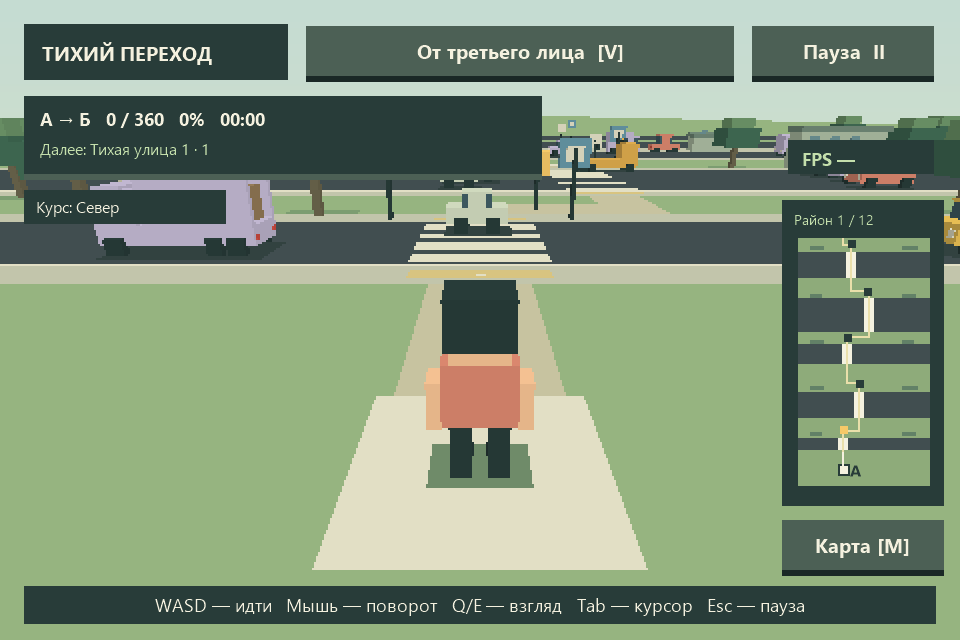 ТИХИЙ ПЕРЕХОД
От третьего лица [V]
Пауза II
А → Б 0 / 360 0% 00:00
Далее: Тихая улица 1 · 1
FPS —
Курс: Север
Район 1 / 12
А
Карта [M]
WASD — идти Мышь — поворот Q/E — взгляд Tab — курсор Esc — пауза